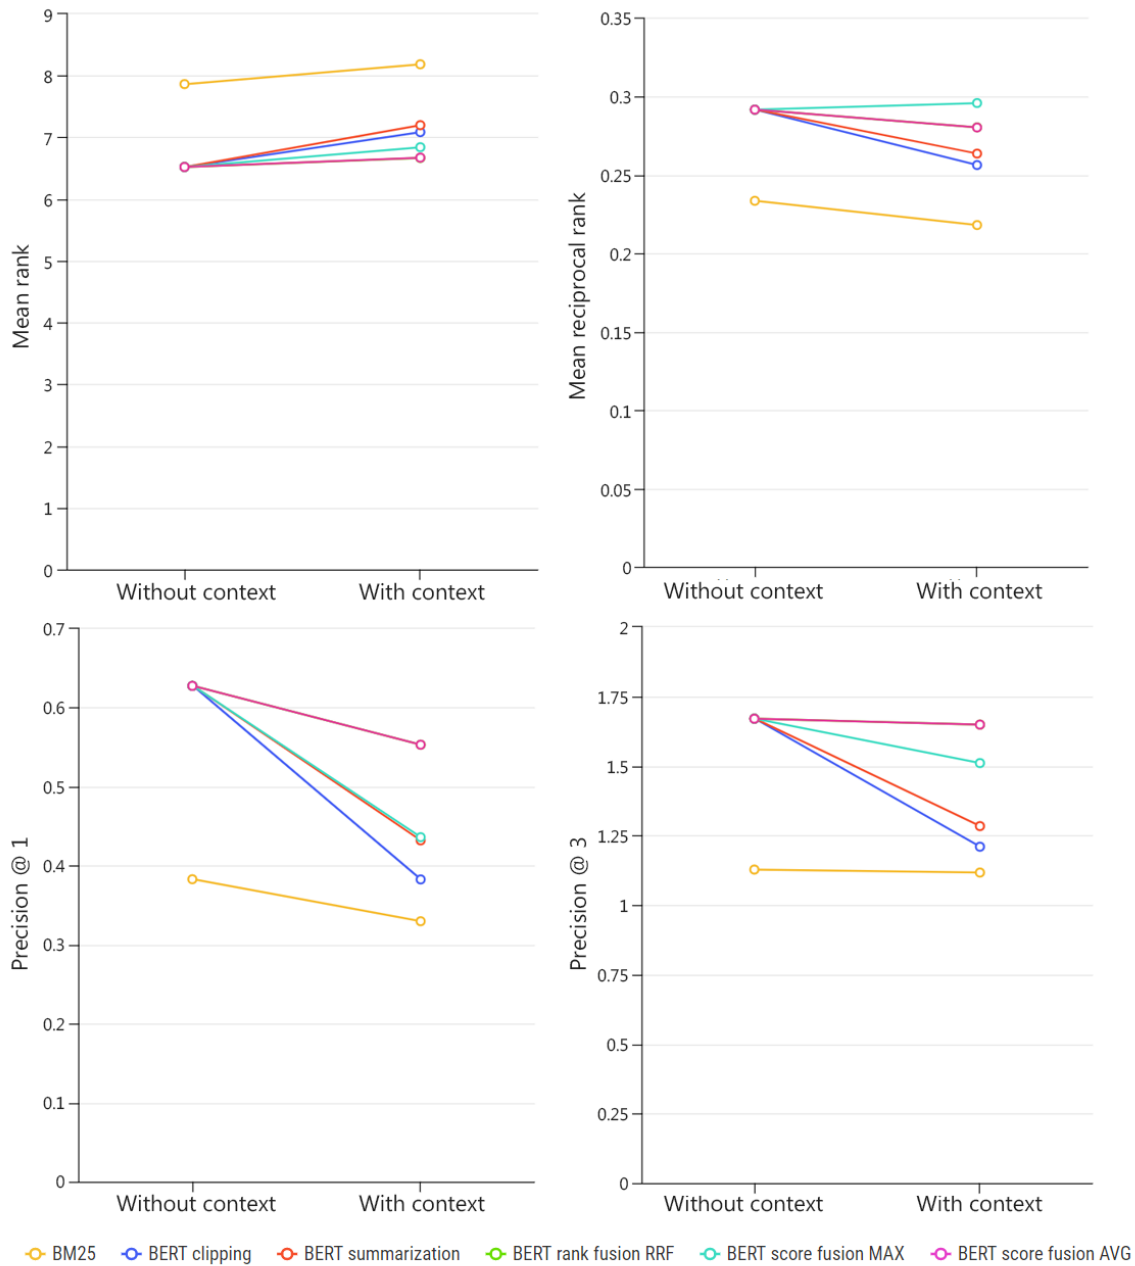 9
8
7
6
5
4
3
2
1
0
Mean rank
Without context
With context
0.35
0.3
0.25
0.2
0.15
0.1
0.05
0
Mean reciprocal rank
Without context
With context
0.7
0.6
0.5
0.4
0.3
0.2
0.1
0
Precision @ 1
Without context
With context
2
1.75
1.5
1.25
1
0.75
0.5
0.25
0
Precision @ 3
Without context
With context
BM25 BERT clipping BERT summarization BERT rank fusion RRF BERT score fusion MAX BERT score fusion AVG